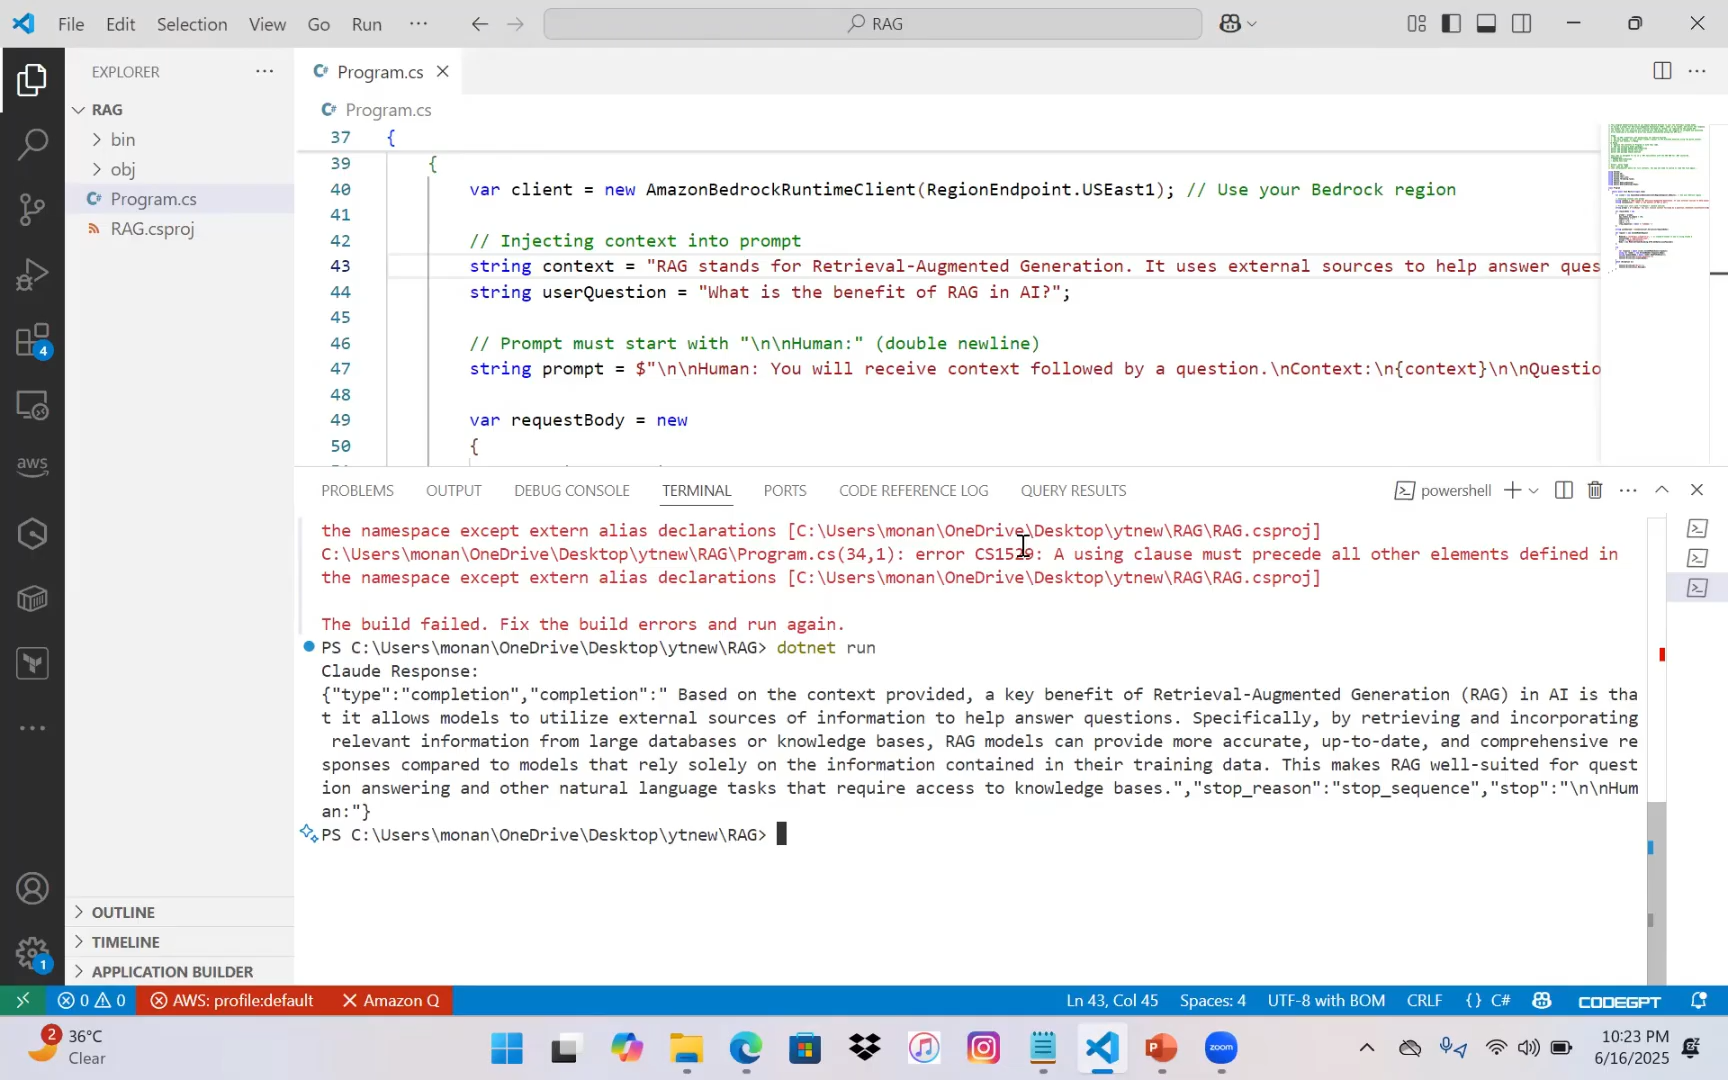 File Edit Selection View Go Run ··· RAG
EXPLORER ···
RAG
bin
obj
Program.cs
RAG.csproj
OUTLINE
TIMELINE
APPLICATION BUILDER
4
aws
1
Program.cs
Program.cs
37 {
39 {
40 var client = new AmazonBedrockRuntimeClient(RegionEndpoint.USEast1); // Use your Bedrock region
41
42 // Injecting context into prompt
43 string context = "RAG stands for Retrieval-Augmented Generation. It uses external sources to help answer ques
44 string userQuestion = "What is the benefit of RAG in AI?";
45
46 // Prompt must start with "\n\nHuman:" (double newline)
47 string prompt = $"\n\nHuman: You will receive context followed by a question.\nContext:\n{context}\n\nQuestio
48
49 var requestBody = new
50 {
PROBLEMS OUTPUT DEBUG CONSOLE TERMINAL PORTS CODE REFERENCE LOG QUERY RESULTS powershell
the namespace except extern alias declarations [C:\Users\monan\OneDrive\Desktop\ytnew\RAG\RAG.csproj]
C:\Users\monan\OneDrive\Desktop\ytnew\RAG\Program.cs(34,1): error CS1529: A using clause must precede all other elements defined in
the namespace except extern alias declarations [C:\Users\monan\OneDrive\Desktop\ytnew\RAG\RAG.csproj]
The build failed. Fix the build errors and run again.
PS C:\Users\monan\OneDrive\Desktop\ytnew\RAG> dotnet run
Claude Response:
{"type":"completion","completion":" Based on the context provided, a key benefit of Retrieval-Augmented Generation (RAG) in AI is tha
t it allows models to utilize external sources of information to help answer questions. Specifically, by retrieving and incorporating
relevant information from large databases or knowledge bases, RAG models can provide more accurate, up-to-date, and comprehensive re
sponses compared to models that rely solely on the information contained in their training data. This makes RAG well-suited for quest
ion answering and other natural language tasks that require access to knowledge bases.","stop_reason":"stop_sequence","stop":"\n\nHum
an:"}
PS C:\Users\monan\OneDrive\Desktop\ytnew\RAG>
0 0 AWS: profile:default Amazon Q Ln 43, Col 45 Spaces: 4 UTF-8 with BOM CRLF {} C# CODEGPT
2 36°C
Clear
zoom
10:23 PM
6/16/2025